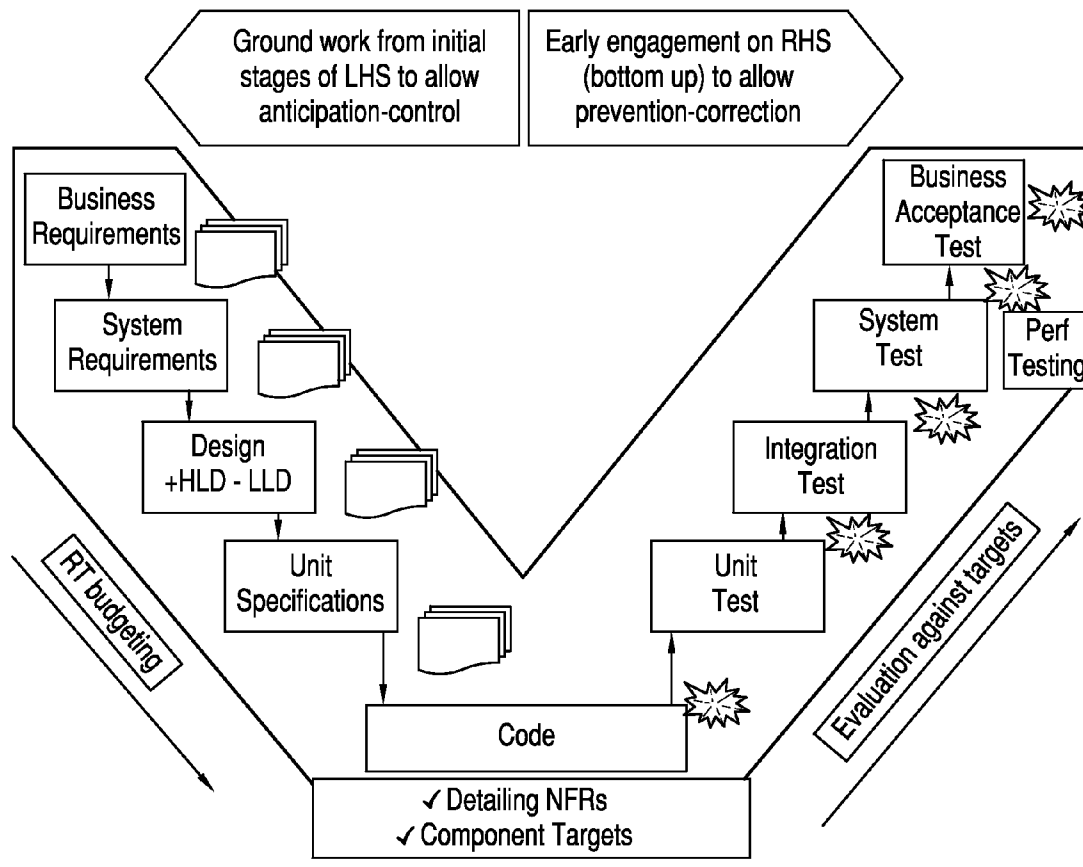 Ground work from initial
stages of LHS to allow
anticipation-control
Early engagement on RHS
(bottom up) to allow
prevention-correction
Business
Requirements
System
Requirements
Design
+HLD - LLD
Unit
Specifications
Code
✓ Detailing NFRs
✓ Component Targets
Unit
Test
Integration
Test
System
Test
Perf
Testing
Business
Acceptance
Test
RT budgeting
Evaluation against targets